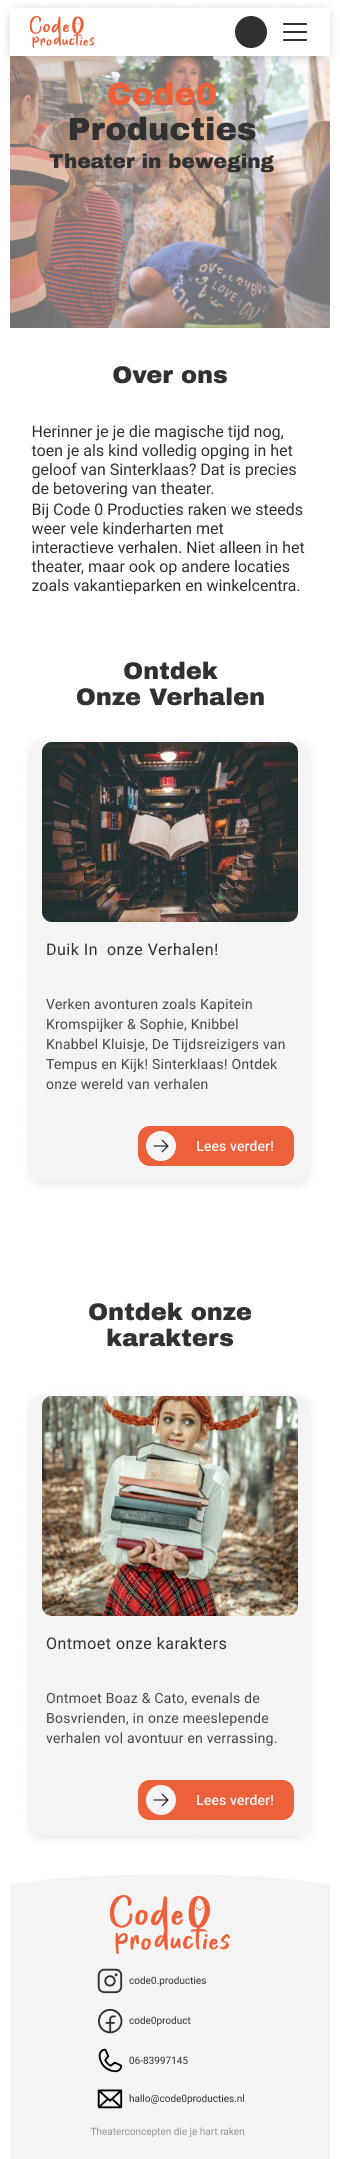 Code0
Producties
Code0
Producties
Theater in beweging
Over ons
Herinner je je die magische tijd nog,
toen je als kind volledig opging in het
geloof van Sinterklaas? Dat is precies
de betovering van theater.
Bij Code 0 Producties raken we steeds
weer vele kinderharten met
interactieve verhalen. Niet alleen in het
theater, maar ook op andere locaties
zoals vakantieparken en winkelcentra.
Ontdek
Onze Verhalen
Duik In  onze Verhalen!
Verken avonturen zoals Kapitein
Kromspijker & Sophie, Knibbel
Knabbel Kluisje, De Tijdsreizigers van
Tempus en Kijk! Sinterklaas! Ontdek
onze wereld van verhalen
Lees verder!
Ontdek onze
karakters
Ontmoet onze karakters
Ontmoet Boaz & Cato, evenals de
Bosvrienden, in onze meeslepende
verhalen vol avontuur en verrassing.
Lees verder!
Code0
Producties
code0.producties
code0product
06-83997145
hallo@code0producties.nl
Theaterconcepten die je hart raken